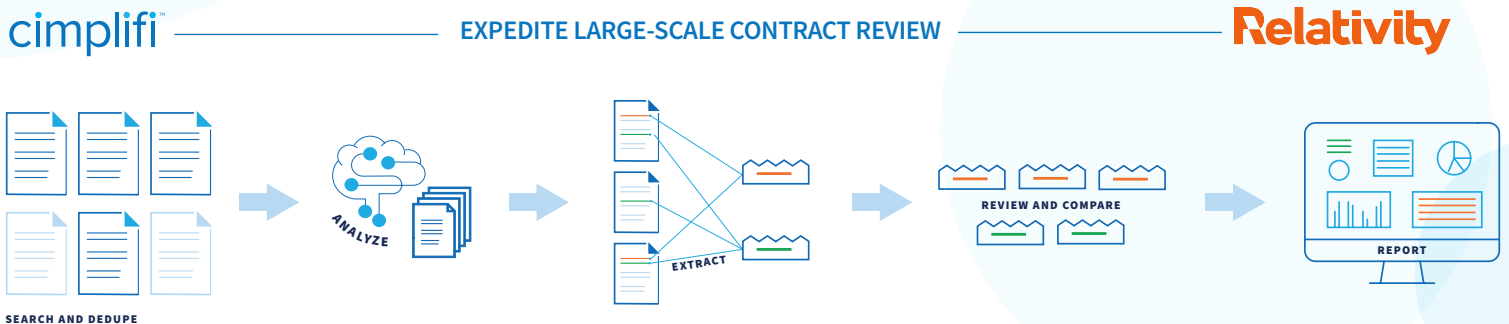 cimplifi™
EXPEDITE LARGE-SCALE CONTRACT REVIEW
Relativity
SEARCH AND DEDUPE
ANALYZE
EXTRACT
REVIEW AND COMPARE
REPORT